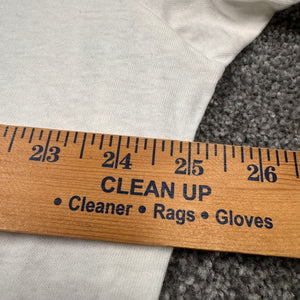 23 24 25 26
CLEAN UP
• Cleaner • Rags • Gloves